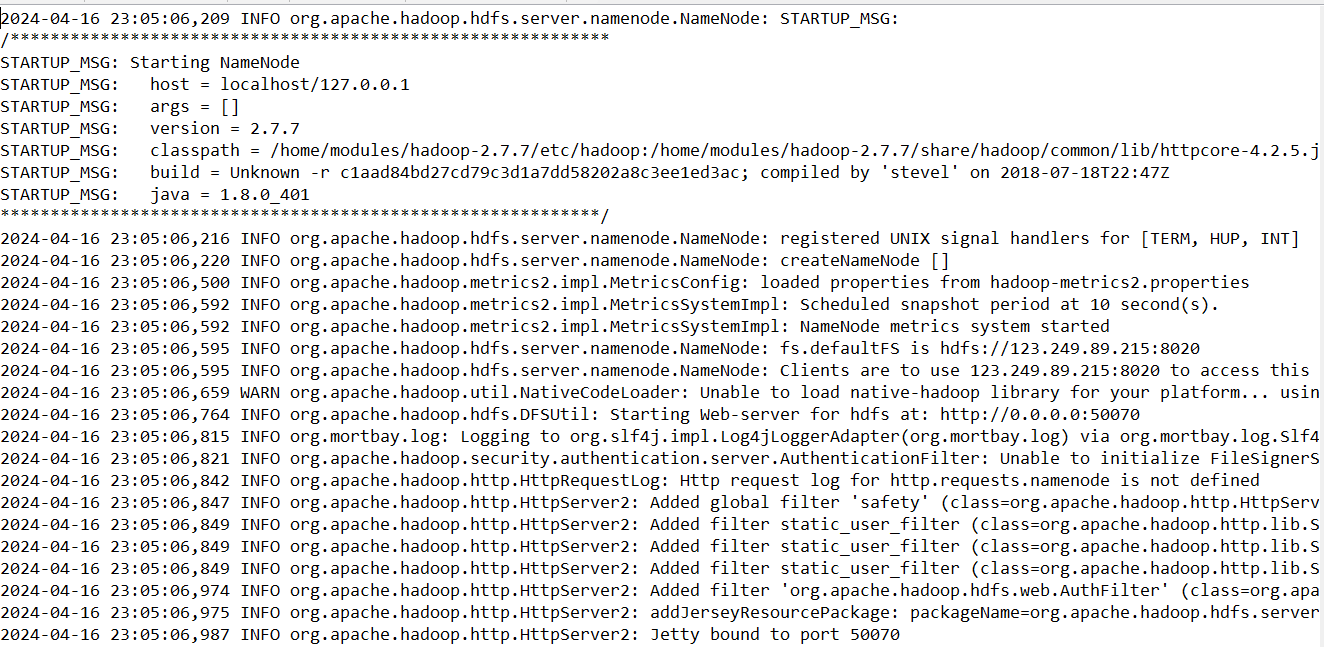 2024-04-16 23:05:06,209 INFO org.apache.hadoop.hdfs.server.namenode.NameNode: STARTUP_MSG:
/************************************************************
STARTUP_MSG: Starting NameNode
STARTUP_MSG:   host = localhost/127.0.0.1
STARTUP_MSG:   args = []
STARTUP_MSG:   version = 2.7.7
STARTUP_MSG:   classpath = /home/modules/hadoop-2.7.7/etc/hadoop:/home/modules/hadoop-2.7.7/share/hadoop/common/lib/httpcore-4.2.5.j
STARTUP_MSG:   build = Unknown -r c1aad84bd27cd79c3d1a7dd58202a8c3ee1ed3ac; compiled by 'stevel' on 2018-07-18T22:47Z
STARTUP_MSG:   java = 1.8.0_401
************************************************************/
2024-04-16 23:05:06,216 INFO org.apache.hadoop.hdfs.server.namenode.NameNode: registered UNIX signal handlers for [TERM, HUP, INT]
2024-04-16 23:05:06,220 INFO org.apache.hadoop.hdfs.server.namenode.NameNode: createNameNode []
2024-04-16 23:05:06,500 INFO org.apache.hadoop.metrics2.impl.MetricsConfig: loaded properties from hadoop-metrics2.properties
2024-04-16 23:05:06,592 INFO org.apache.hadoop.metrics2.impl.MetricsSystemImpl: Scheduled snapshot period at 10 second(s).
2024-04-16 23:05:06,592 INFO org.apache.hadoop.metrics2.impl.MetricsSystemImpl: NameNode metrics system started
2024-04-16 23:05:06,595 INFO org.apache.hadoop.hdfs.server.namenode.NameNode: fs.defaultFS is hdfs://123.249.89.215:8020
2024-04-16 23:05:06,595 INFO org.apache.hadoop.hdfs.server.namenode.NameNode: Clients are to use 123.249.89.215:8020 to access this
2024-04-16 23:05:06,659 WARN org.apache.hadoop.util.NativeCodeLoader: Unable to load native-hadoop library for your platform... usin
2024-04-16 23:05:06,764 INFO org.apache.hadoop.hdfs.DFSUtil: Starting Web-server for hdfs at: http://0.0.0.0:50070
2024-04-16 23:05:06,815 INFO org.mortbay.log: Logging to org.slf4j.impl.Log4jLoggerAdapter(org.mortbay.log) via org.mortbay.log.Slf4
2024-04-16 23:05:06,821 INFO org.apache.hadoop.security.authentication.server.AuthenticationFilter: Unable to initialize FileSignerS
2024-04-16 23:05:06,842 INFO org.apache.hadoop.http.HttpRequestLog: Http request log for http.requests.namenode is not defined
2024-04-16 23:05:06,847 INFO org.apache.hadoop.http.HttpServer2: Added global filter 'safety' (class=org.apache.hadoop.http.HttpServ
2024-04-16 23:05:06,849 INFO org.apache.hadoop.http.HttpServer2: Added filter static_user_filter (class=org.apache.hadoop.http.lib.S
2024-04-16 23:05:06,849 INFO org.apache.hadoop.http.HttpServer2: Added filter static_user_filter (class=org.apache.hadoop.http.lib.S
2024-04-16 23:05:06,849 INFO org.apache.hadoop.http.HttpServer2: Added filter static_user_filter (class=org.apache.hadoop.http.lib.S
2024-04-16 23:05:06,974 INFO org.apache.hadoop.http.HttpServer2: Added filter 'org.apache.hadoop.hdfs.web.AuthFilter' (class=org.apa
2024-04-16 23:05:06,975 INFO org.apache.hadoop.http.HttpServer2: addJerseyResourcePackage: packageName=org.apache.hadoop.hdfs.server
2024-04-16 23:05:06,987 INFO org.apache.hadoop.http.HttpServer2: Jetty bound to port 50070